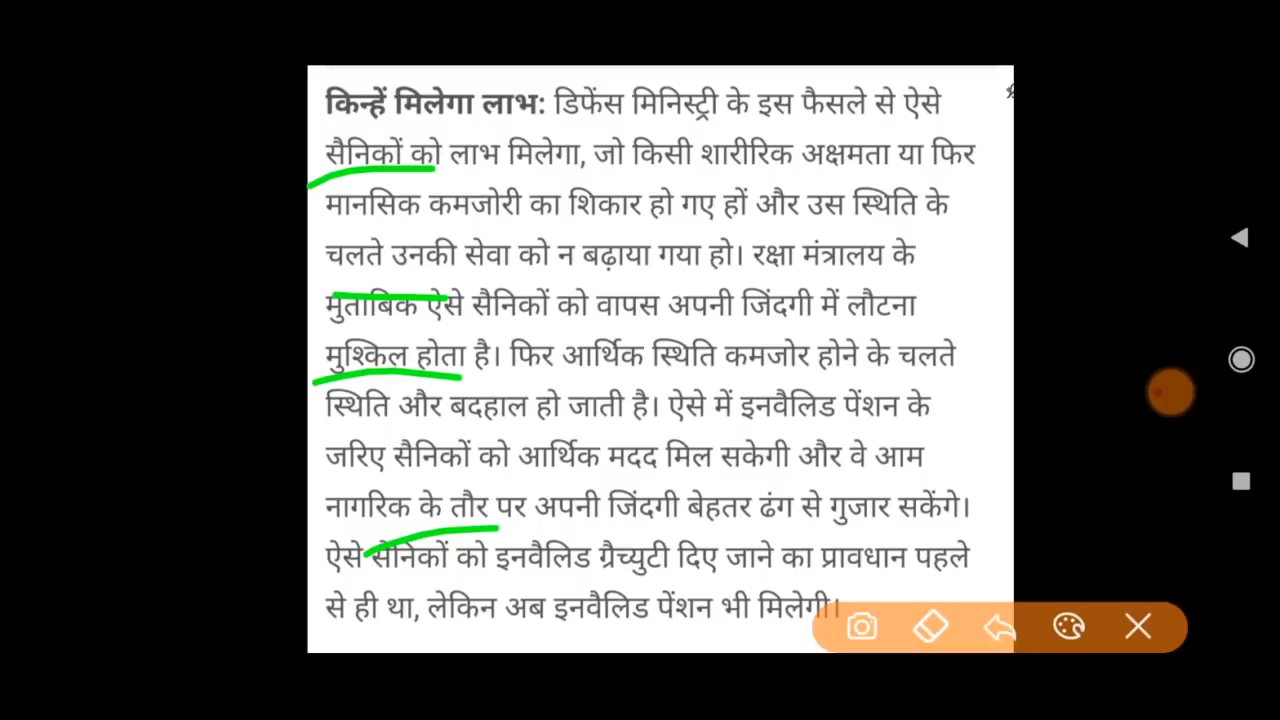 किन्हें मिलेगा लाभ: डिफेंस मिनिस्ट्री के इस फैसले से ऐसे
सैनिकों को लाभ मिलेगा, जो किसी शारीरिक अक्षमता या फिर
मानसिक कमजोरी का शिकार हो गए हों और उस स्थिति के
चलते उनकी सेवा को न बढ़ाया गया हो। रक्षा मंत्रालय के
मुताबिक ऐसे सैनिकों को वापस अपनी जिंदगी में लौटना
मुश्किल होता है। फिर आर्थिक स्थिति कमजोर होने के चलते
स्थिति और बदहाल हो जाती है। ऐसे में इनवैलिड पेंशन के
जरिए सैनिकों को आर्थिक मदद मिल सकेगी और वे आम
नागरिक के तौर पर अपनी जिंदगी बेहतर ढंग से गुजार सकेंगे।
ऐसे सैनिकों को इनवैलिड ग्रैच्युटी दिए जाने का प्रावधान पहले
से ही था, लेकिन अब इनवैलिड पेंशन भी मिलेगी।